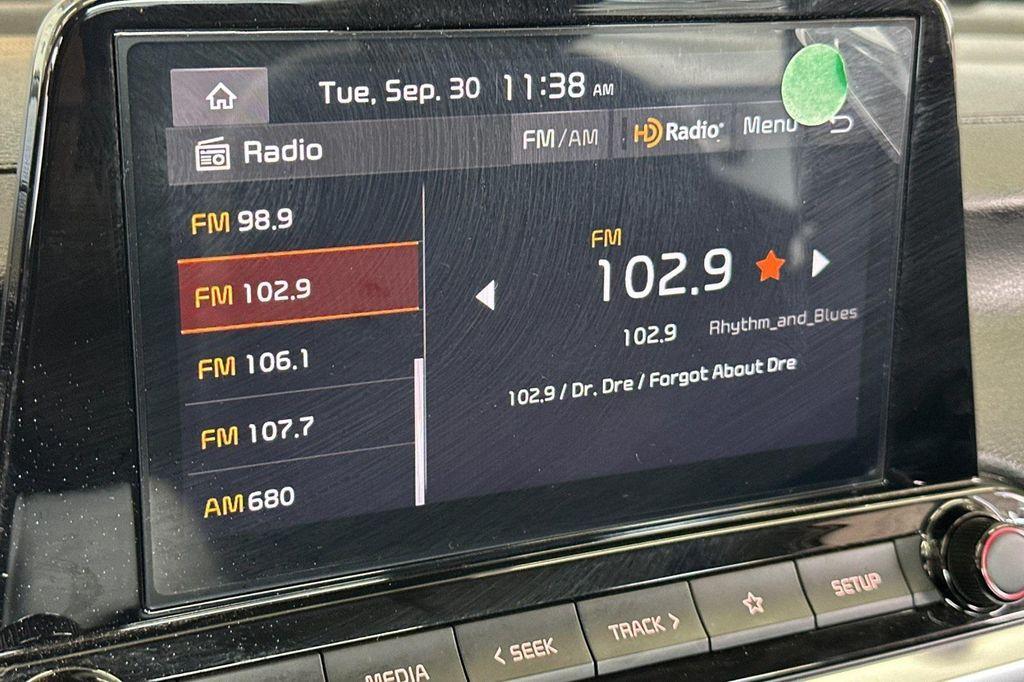 Tue, Sep. 30 11:38 AM
Radio
FM/AM
HD Radio
Menu
FM 98.9
FM 102.9
FM 106.1
FM 107.7
AM 680
FM
102.9
102.9 Rhythm_and_Blues
102.9 / Dr. Dre / Forgot About Dre
MEDIA
< SEEK
TRACK >
SETUP